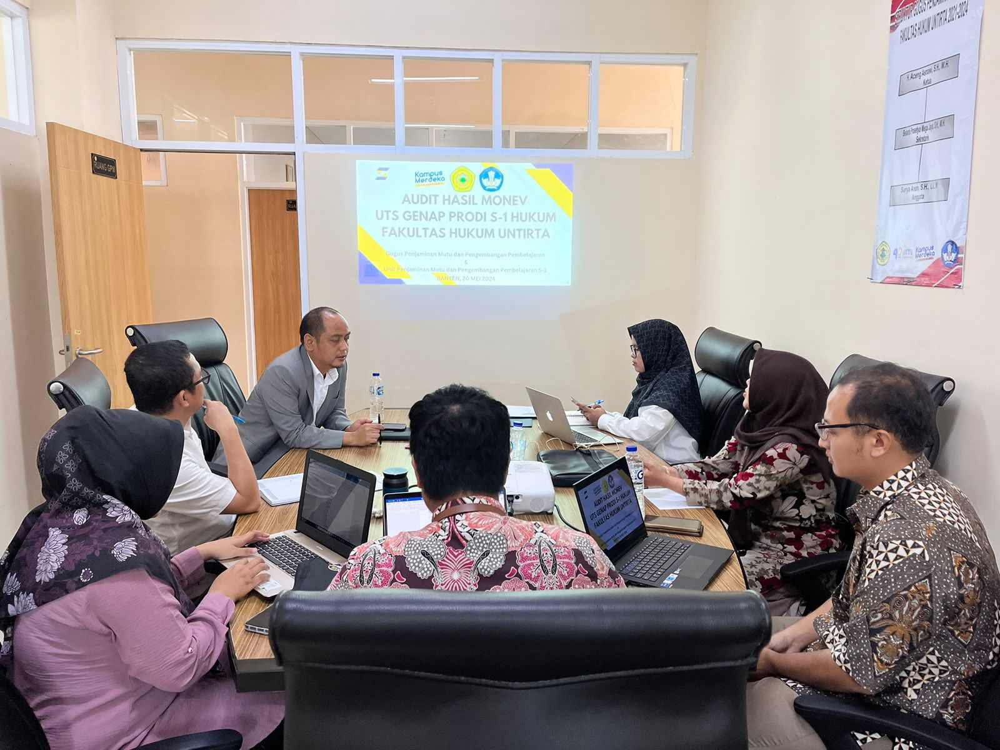 STRUKTUR GUGUS PENJAMINAN
FAKULTAS HUKUM UNTIRTA 2021-2024
H. Aceng Asnawi, S.H., M.H.
Ketua
Belardo Prasetya Mega Jaya, S.H., M.H.
Sekretaris
Surya Anom, S.H., LL.M
Anggota
Kampus
Merdeka
RUANG GPM
RUA
Kampus
Merdeka
AUDIT HASIL MONEV
UTS GENAP PRODI S-1 HUKUM
FAKULTAS HUKUM UNTIRTA
Gugus Penjaminan Mutu dan Pengembangan Pembelajaran
&
Unit Penjaminan Mutu dan Pengembangan Pembelajaran S-1
BANTEN, 20 MEI 2024
AUDIT HASIL MONEV
UTS GENAP PRODI S-1 HUKUM
FAKULTAS HUKUM UNTIRTA